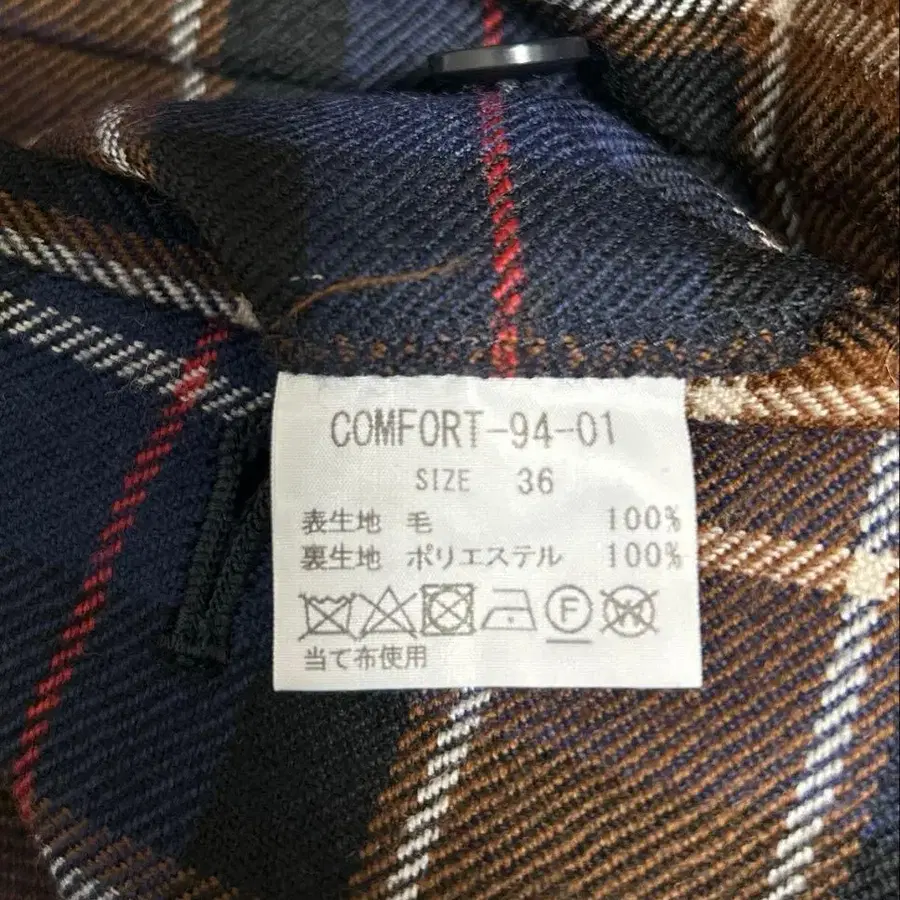 COMFORT-94-01
SIZE 36
表生地 毛 100%
裏生地 ポリエステル 100%
F W
当て布使用